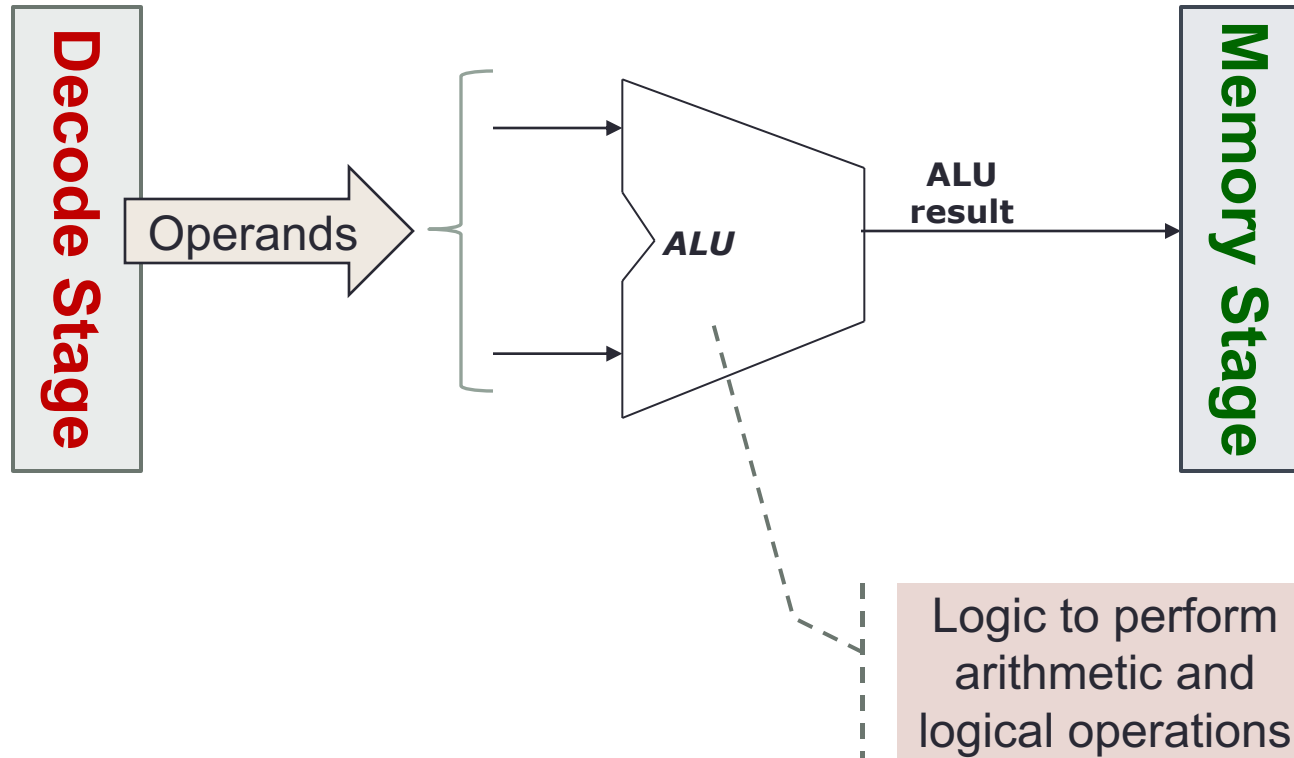 Decode Stage
Operands
ALU
ALU
result
Memory Stage
Logic to perform
arithmetic and
logical operations